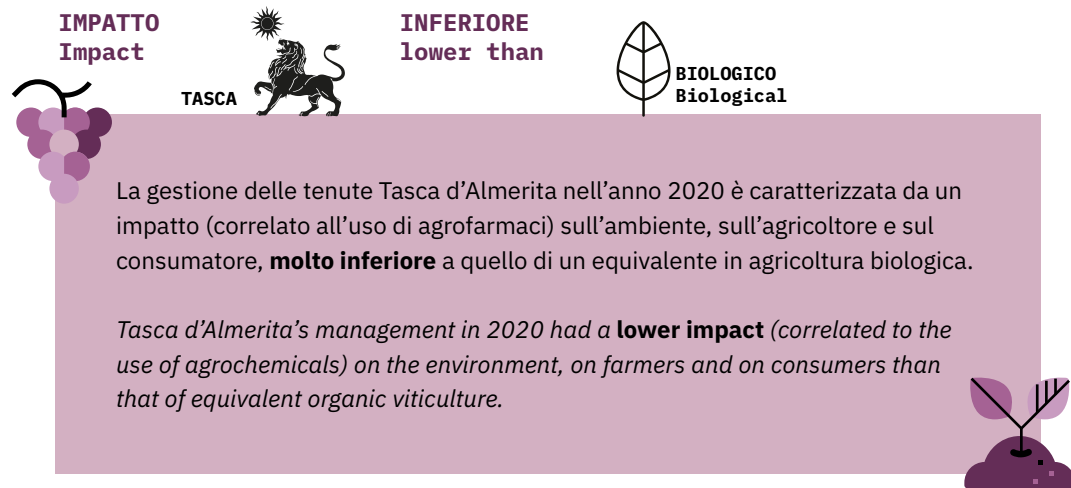 IMPATTO
Impact
TASCA
INFERIORE
lower than
BIOLOGICO
Biological
La gestione delle tenute Tasca d’Almerita nell’anno 2020 è caratterizzata da un
impatto (correlato all’uso di agrofarmaci) sull’ambiente, sull’agricoltore e sul
consumatore, molto inferiore a quello di un equivalente in agricoltura biologica.
Tasca d’Almerita’s management in 2020 had a lower impact (correlated to the
use of agrochemicals) on the environment, on farmers and on consumers than
that of equivalent organic viticulture.